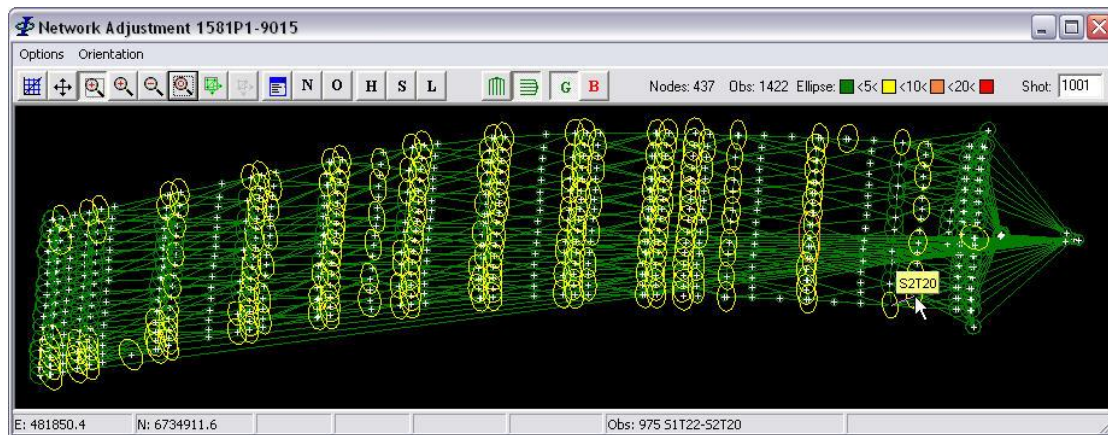 Network Adjustment 1581P1-9015
Options Orientation
N O H S L G B Nodes: 437 Obs: 1422 Ellipse: <5< <10< <20< Shot: 1001
S2T20
E: 481850.4 N: 6734911.6 Obs: 975 S1T22-S2T20